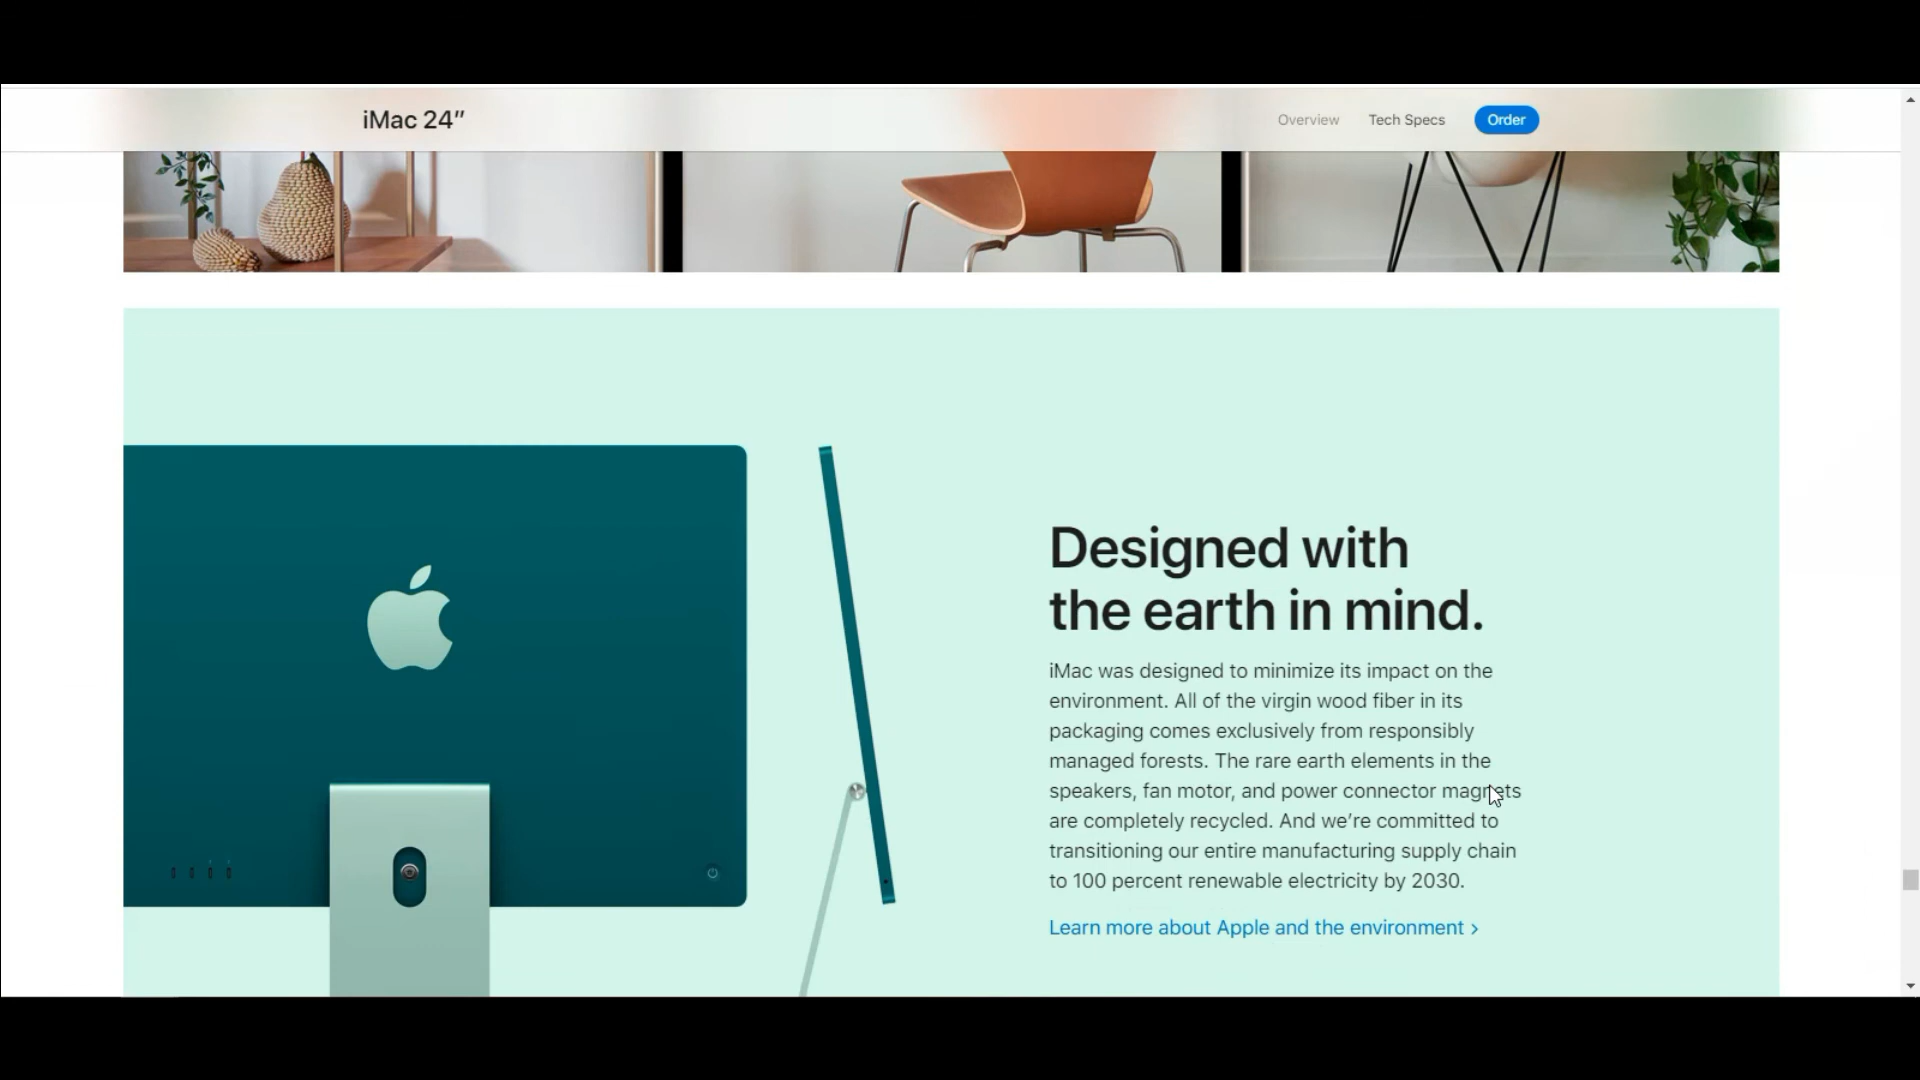 iMac 24″
Overview Tech Specs Order
Designed with
the earth in mind.
iMac was designed to minimize its impact on the
environment. All of the virgin wood fiber in its
packaging comes exclusively from responsibly
managed forests. The rare earth elements in the
speakers, fan motor, and power connector magnets
are completely recycled. And we’re committed to
transitioning our entire manufacturing supply chain
to 100 percent renewable electricity by 2030.
Learn more about Apple and the environment >